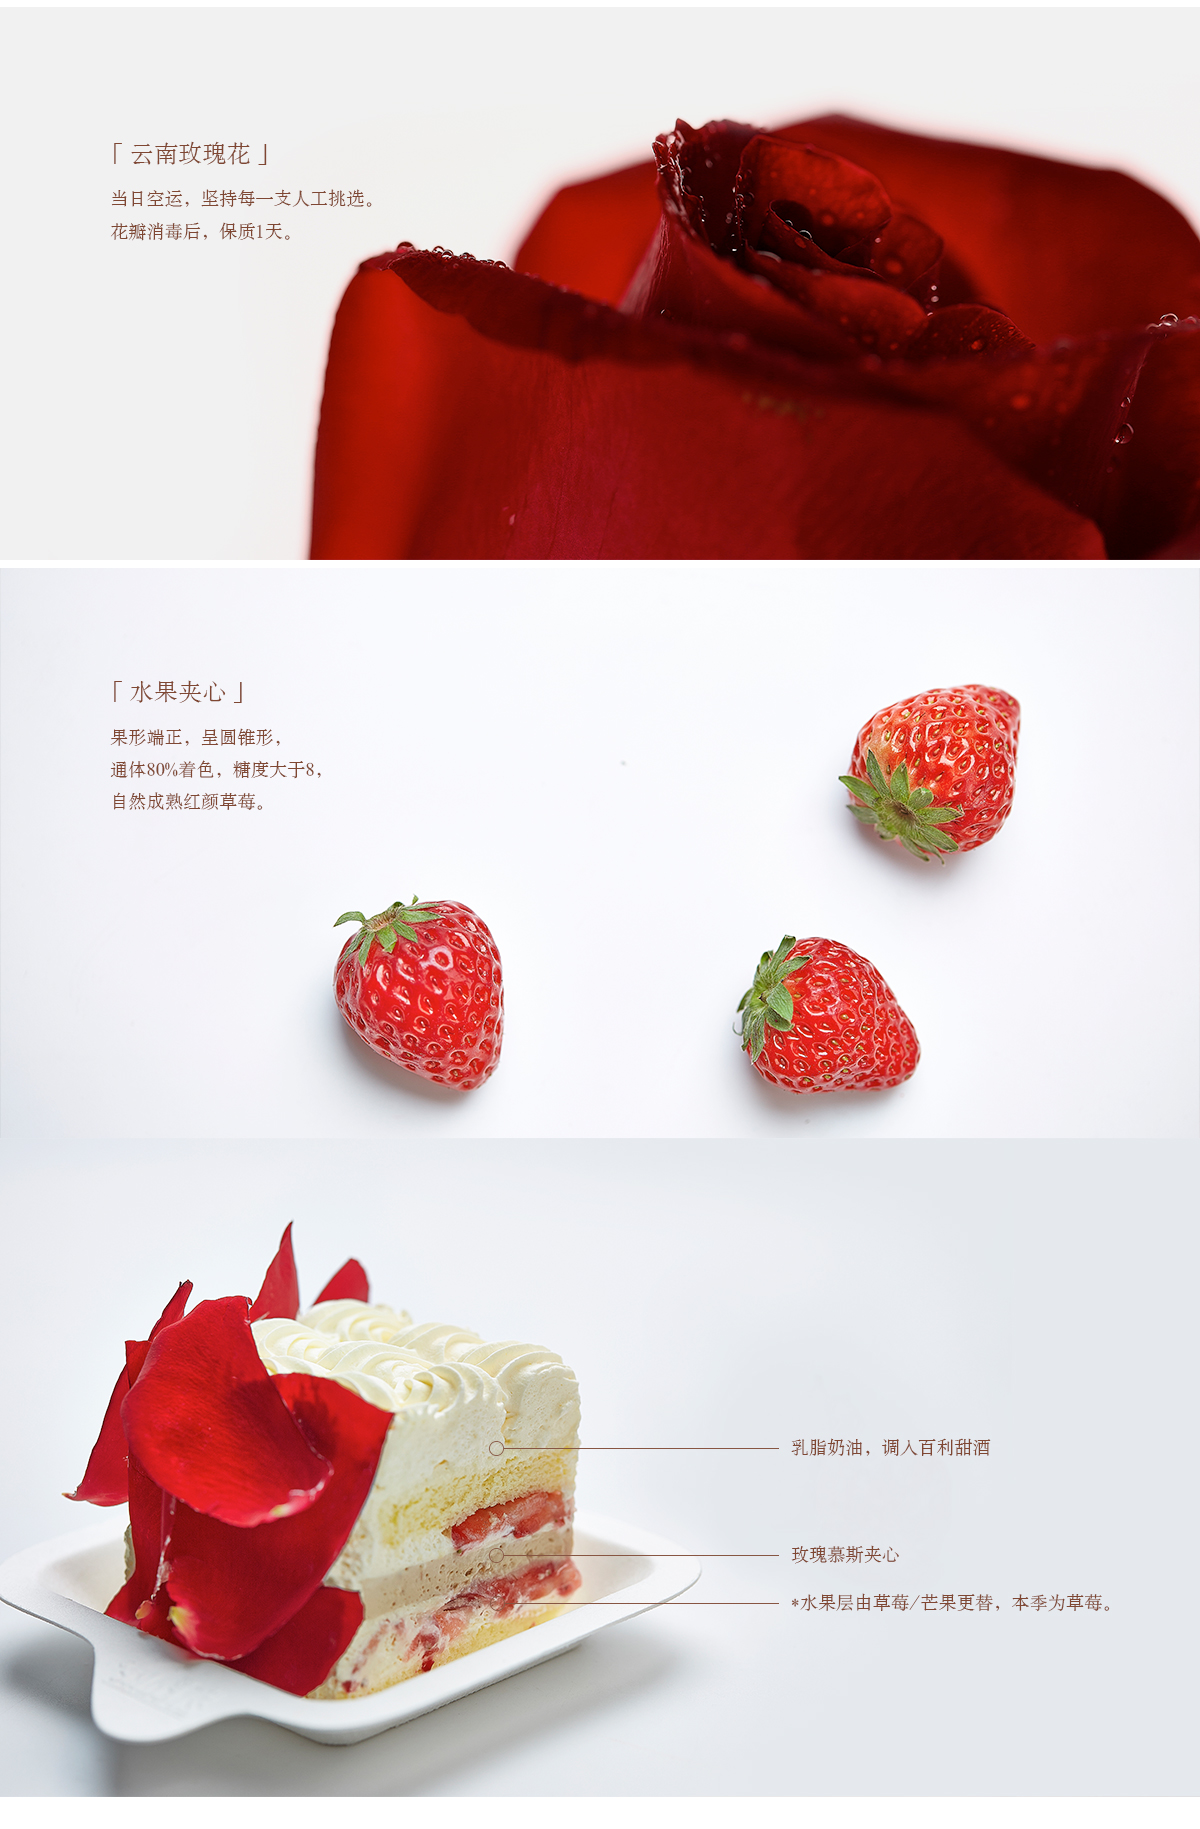 「 云南玫瑰花 」
当日空运，坚持每一支人工挑选。
花瓣消毒后，保质1天。
「 水果夹心 」
果形端正，呈圆锥形，
通体80%着色，糖度大于8，
自然成熟红颜草莓。
乳脂奶油，调入百利甜酒
玫瑰慕斯夹心
*水果层由草莓/芒果更替，本季为草莓。